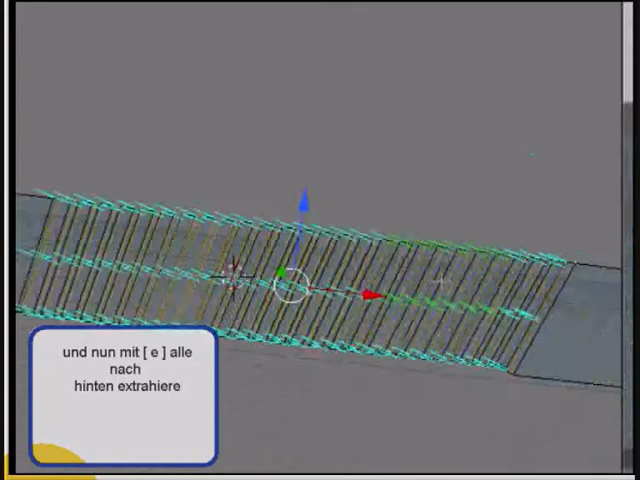 und nun mit [ e ] alle
nach
hinten extrahiere